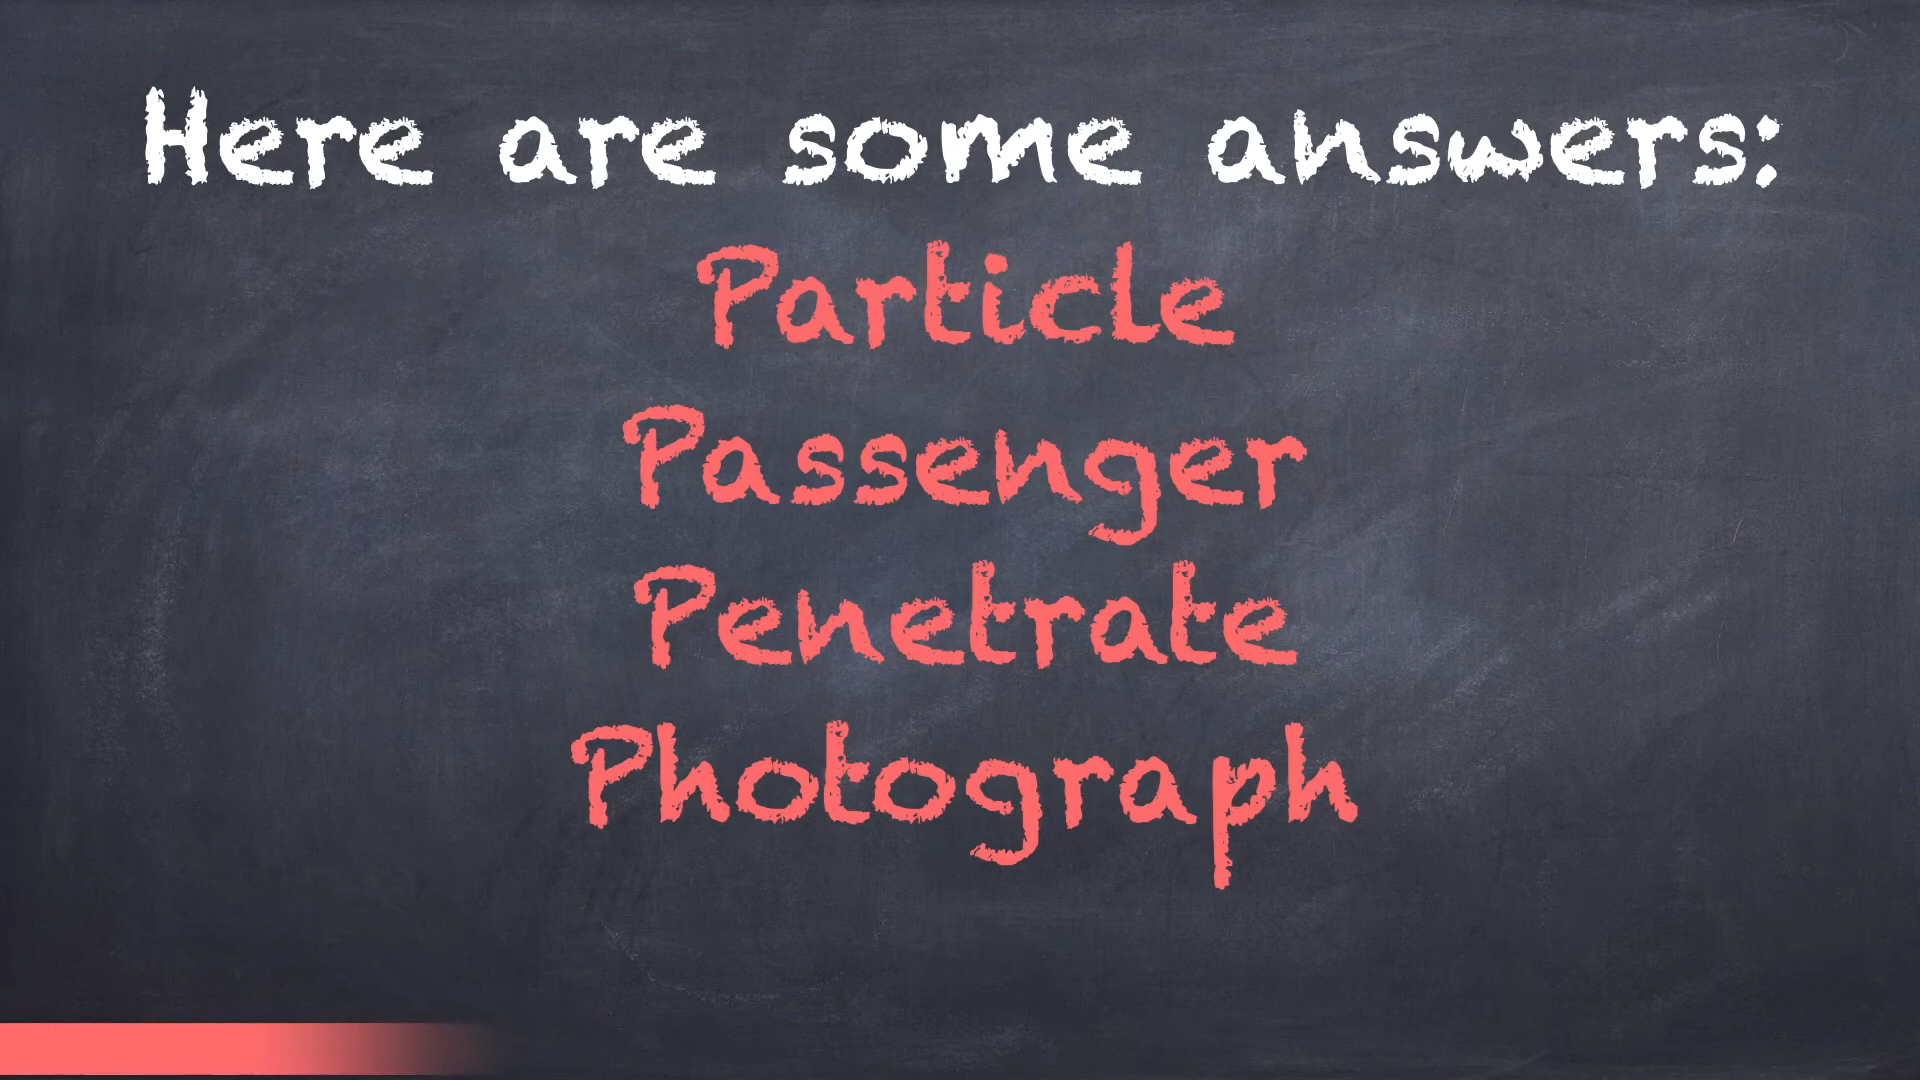 Here are some answers:
Particle
Passenger
Penetrate
Photograph